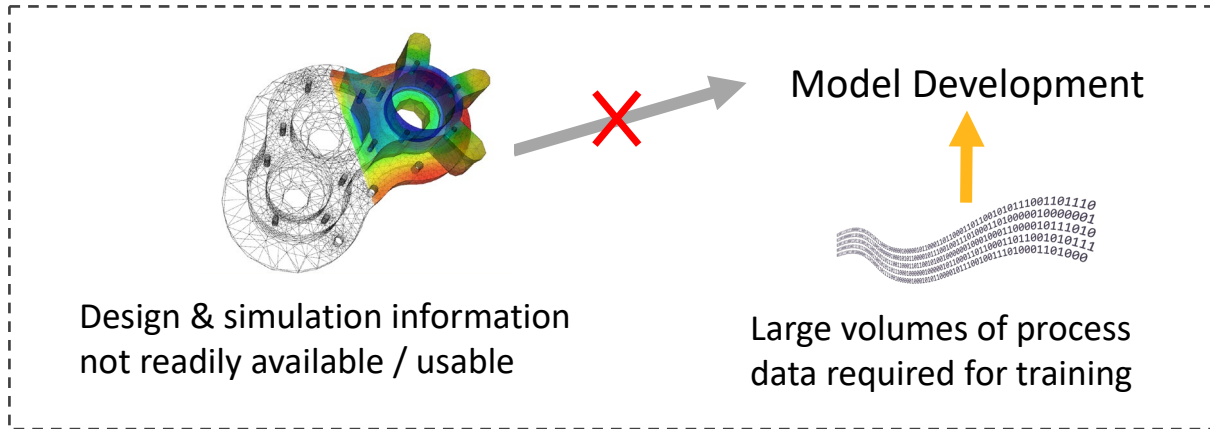 Model Development
Design & simulation information
not readily available / usable
Large volumes of process
data required for training